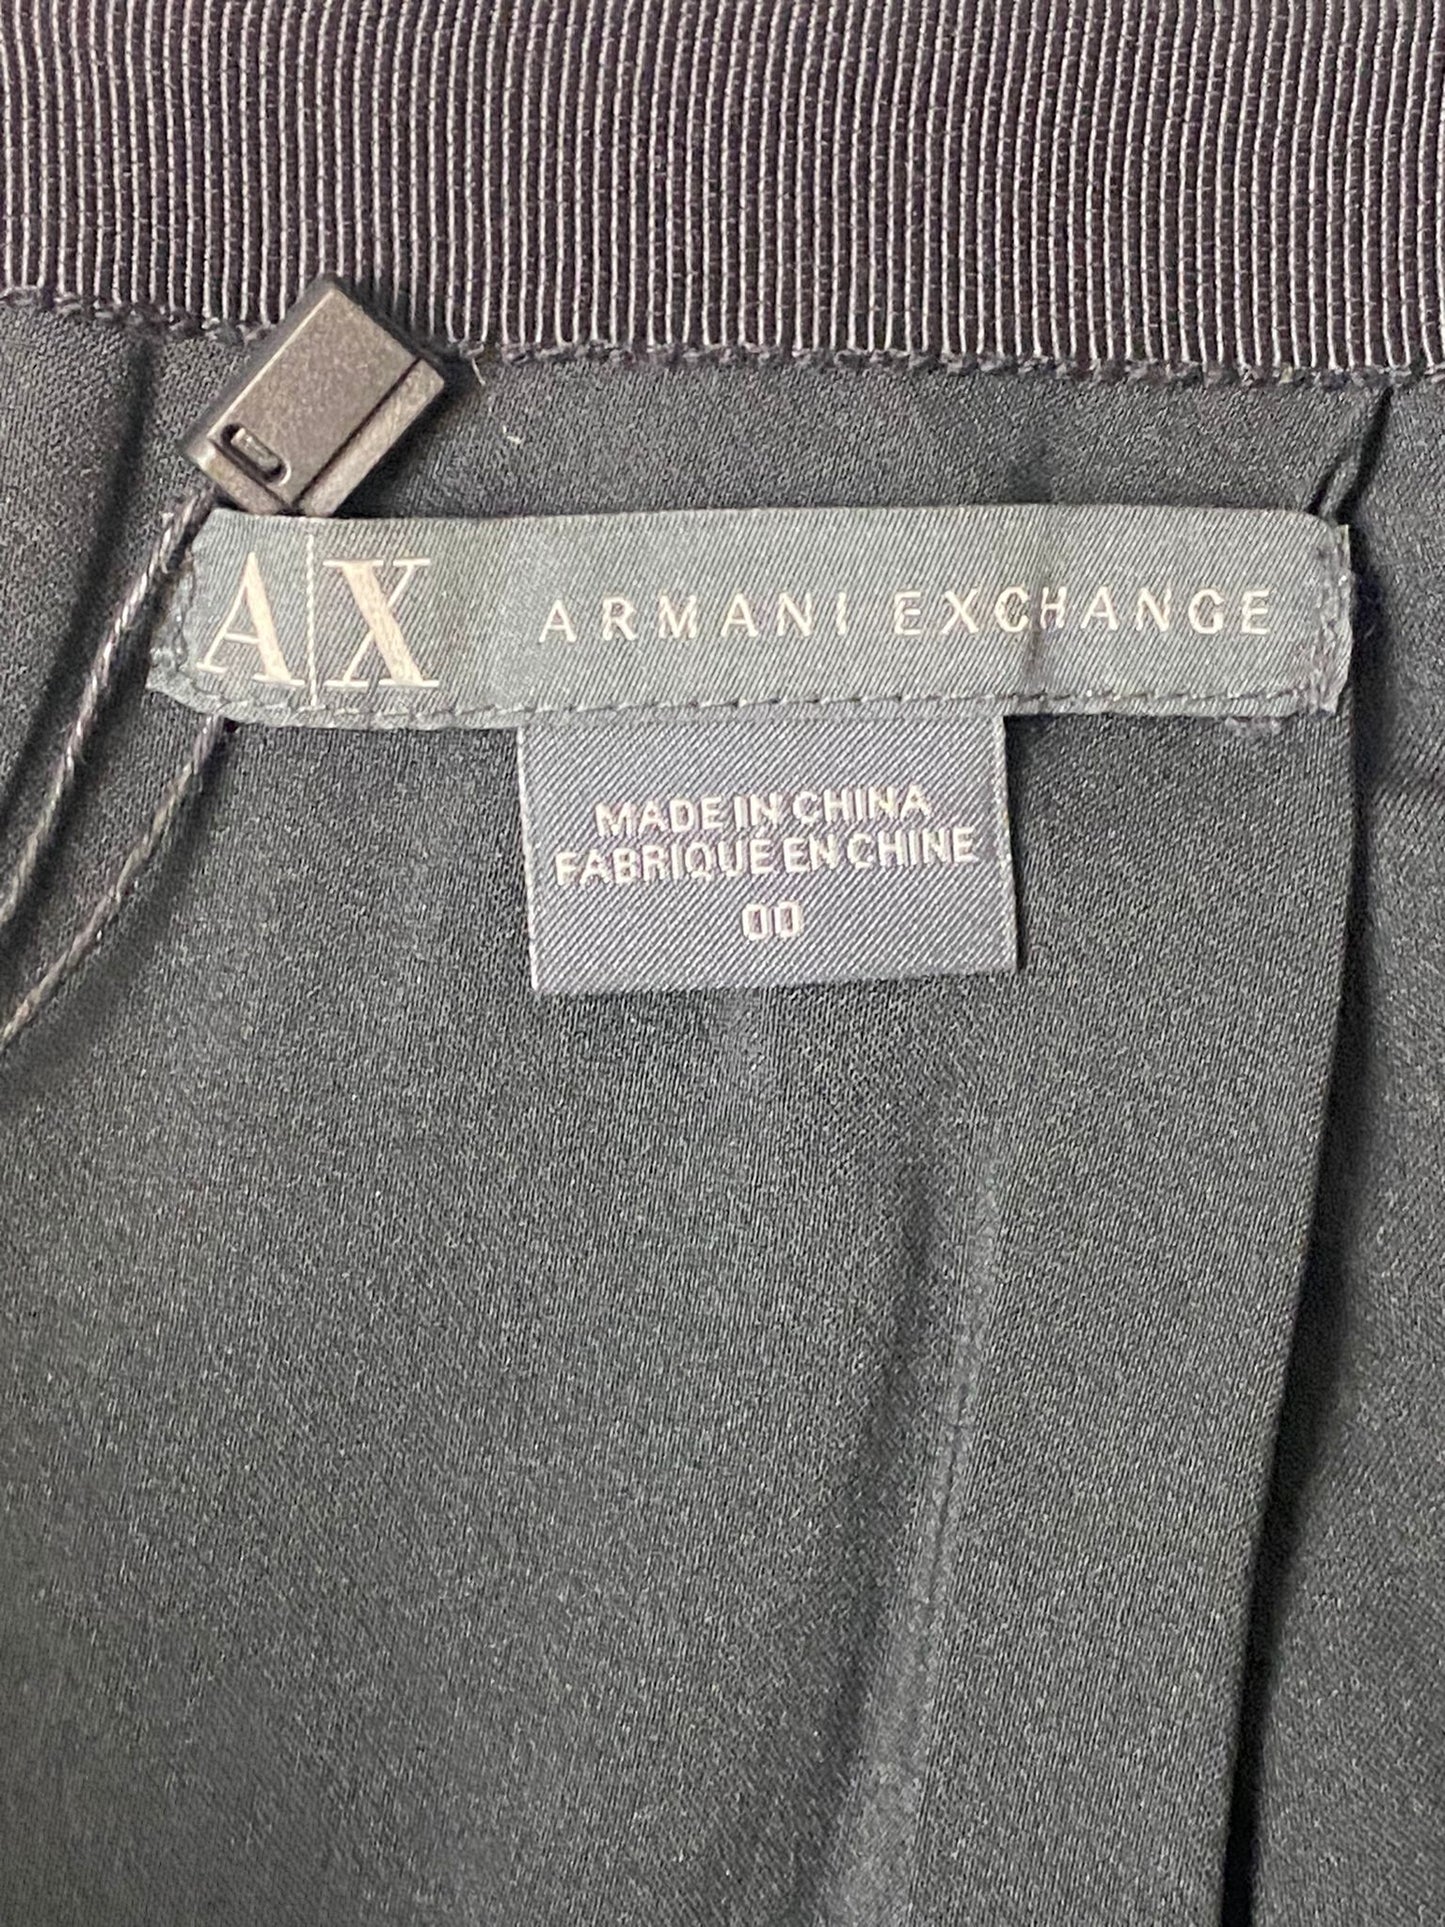 A|X ARMANI EXCHANGE
MADE IN CHINA
FABRIQUÉ EN CHINE
00